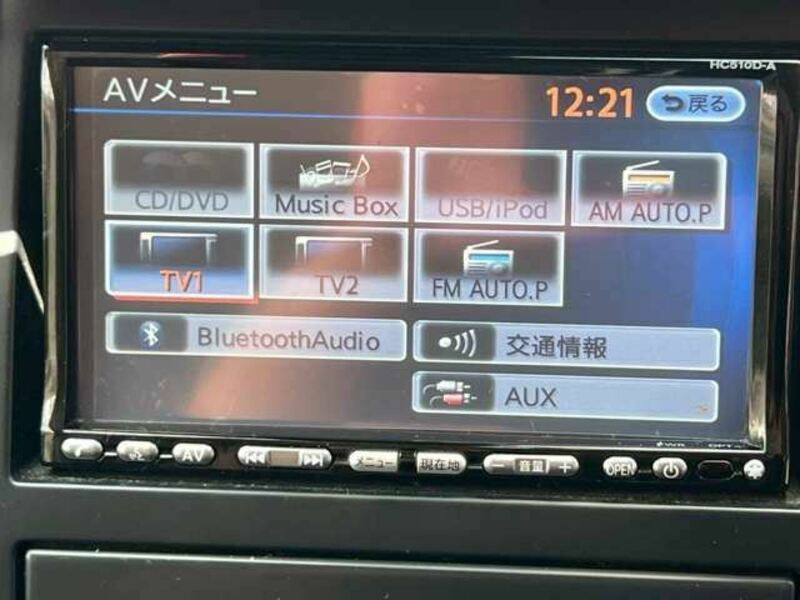 HC510D-A
AVメニュー
12:21
戻る
CD/DVD
Music Box
USB/iPod
AM AUTO.P
TV1
TV2
FM AUTO.P
BluetoothAudio
交通情報
AUX
AV
メニュー
現在地
− 音量 +
OPEN